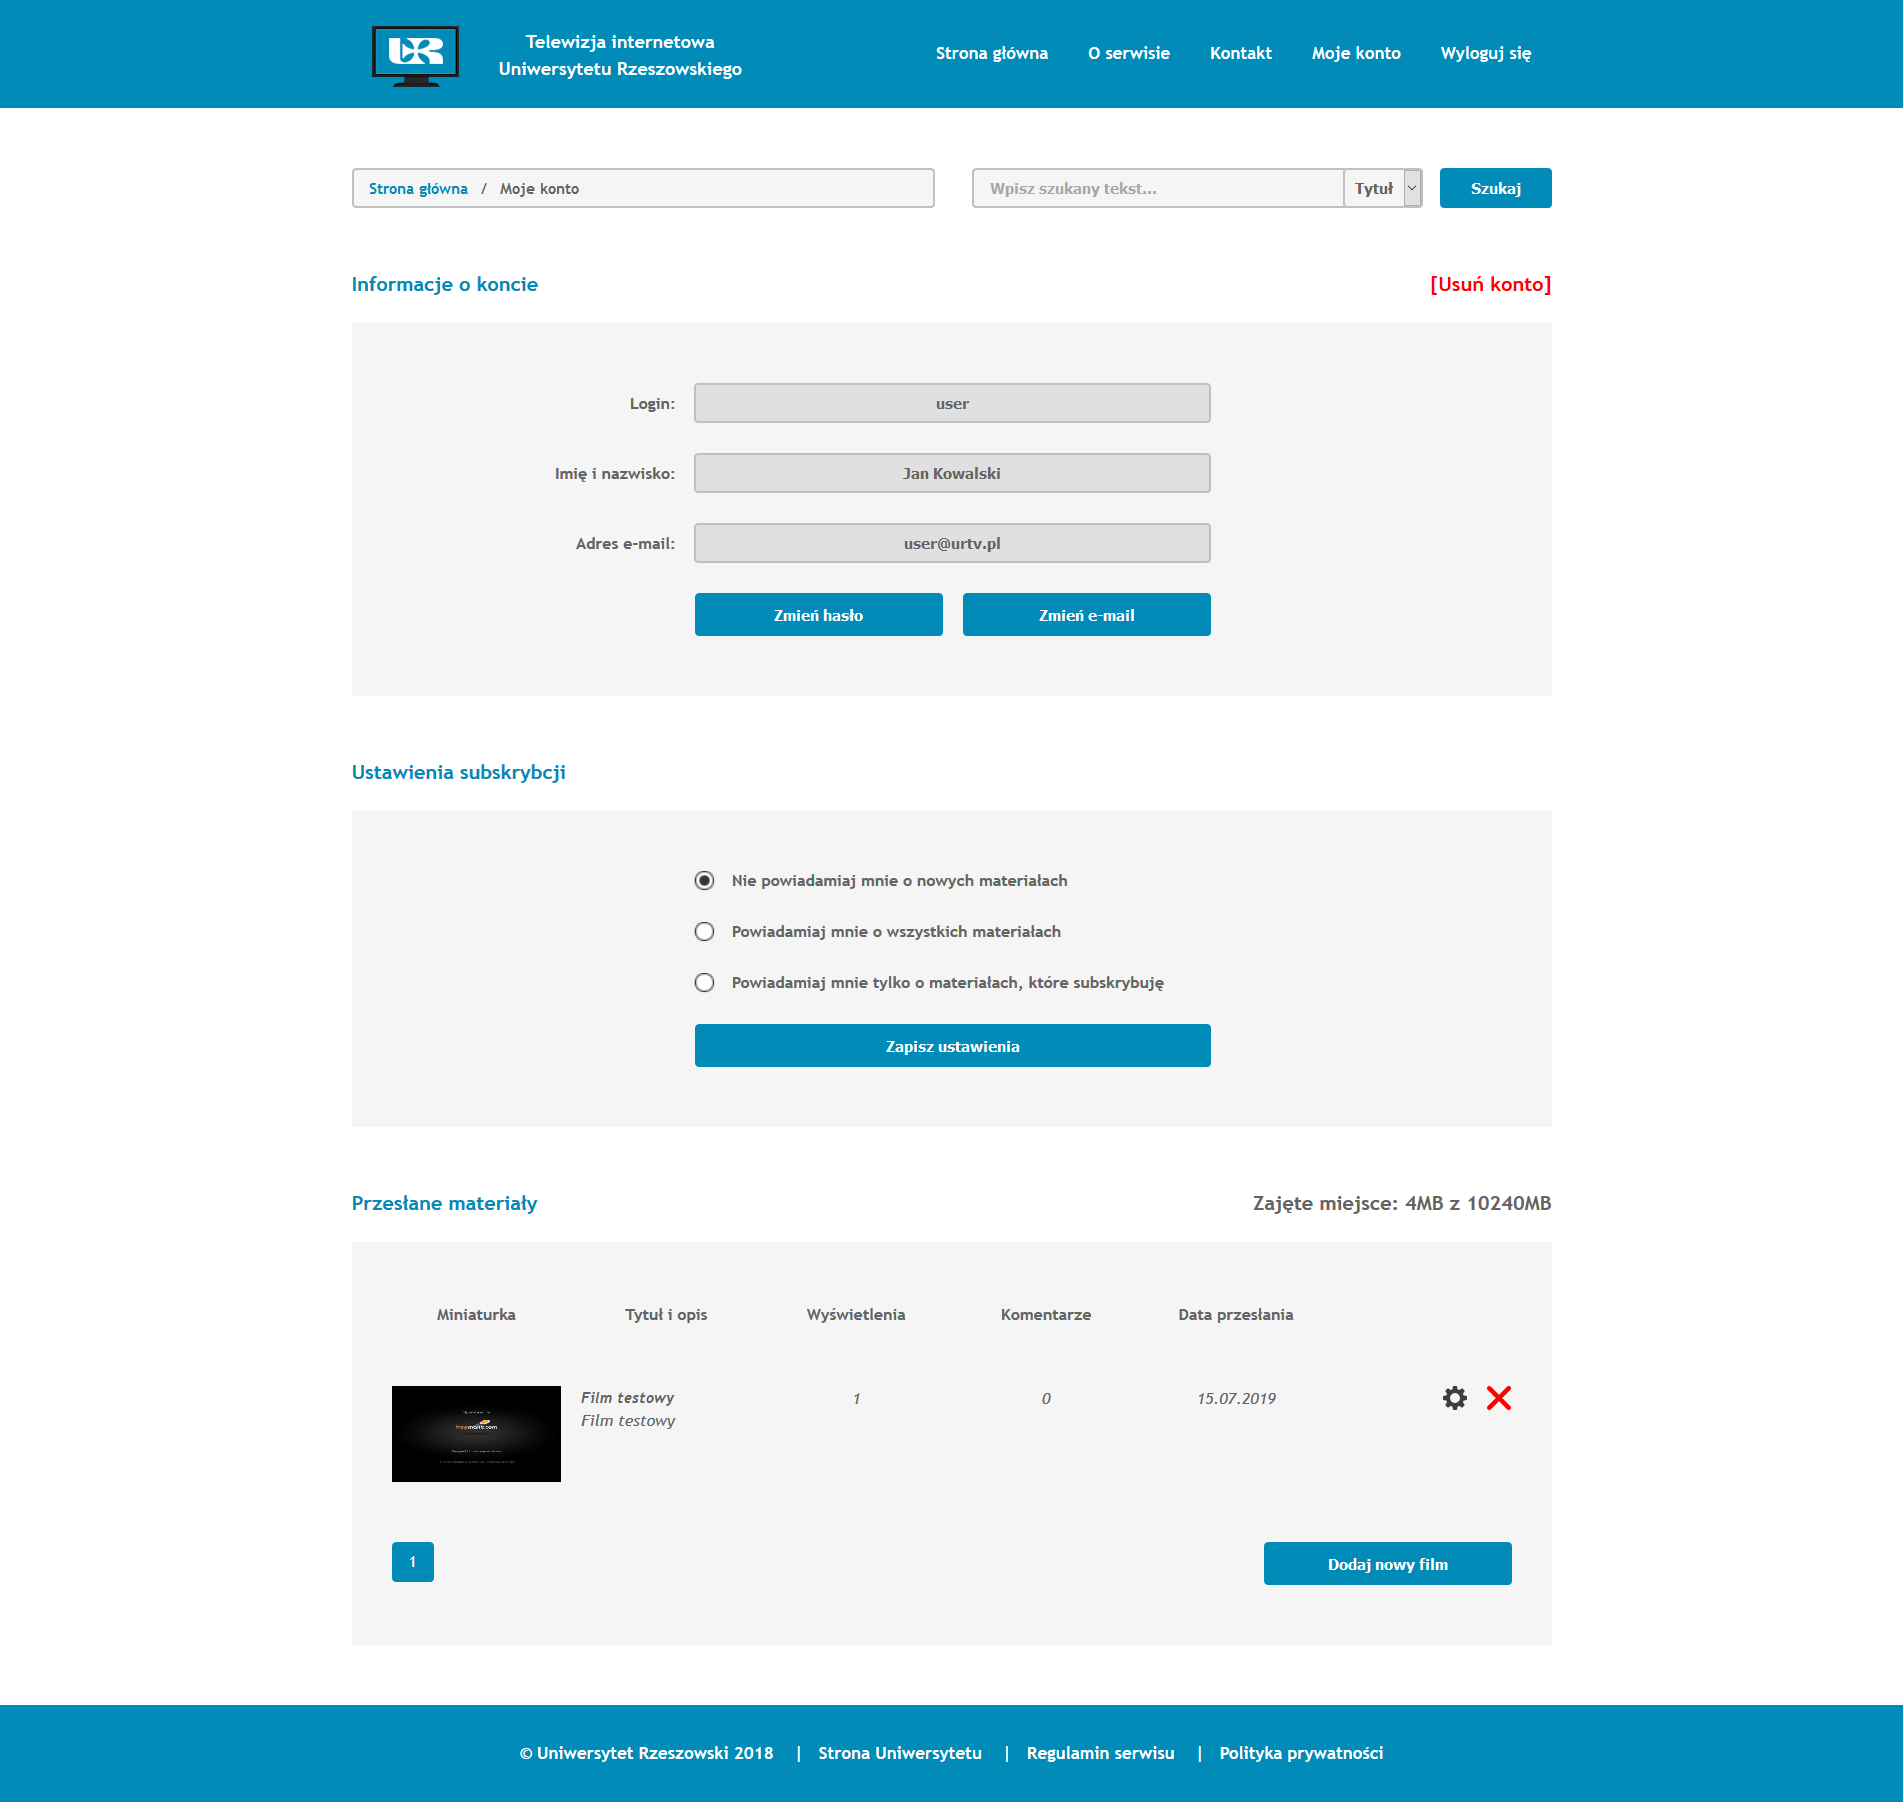 UR
Telewizja internetowa
Uniwersytetu Rzeszowskiego
Strona główna
O serwisie
Kontakt
Moje konto
Wyloguj się
Strona główna / Moje konto
Wpisz szukany tekst...
Tytuł
Szukaj
Informacje o koncie
[Usuń konto]
Login:
user
Imię i nazwisko:
Jan Kowalski
Adres e-mail:
user@urtv.pl
Zmień hasło
Zmień e-mail
Ustawienia subskrybcji
Nie powiadamiaj mnie o nowych materiałach
Powiadamiaj mnie o wszystkich materiałach
Powiadamiaj mnie tylko o materiałach, które subskrybuję
Zapisz ustawienia
Przesłane materiały
Zajęte miejsce: 4MB z 10240MB
Miniaturka
Tytuł i opis
Wyświetlenia
Komentarze
Data przesłania
Film testowy
Film testowy
1
0
15.07.2019
1
Dodaj nowy film
© Uniwersytet Rzeszowski 2018 | Strona Uniwersytetu | Regulamin serwisu | Polityka prywatności